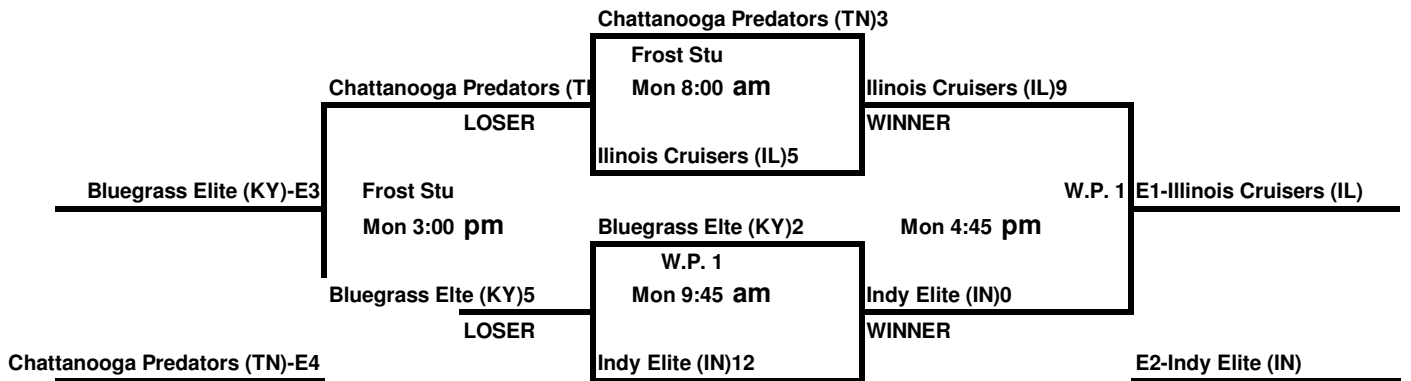 Chattanooga Predators (TN)3
Frost Stu
Chattanooga Predators (T
Mon 8:00 am
Ilinois Cruisers (IL)9
LOSER
WINNER
Ilinois Cruisers (IL)5
Bluegrass Elite (KY)-E3
Frost Stu
W.P. 1
E1-Illinois Cruisers (IL)
Mon 3:00 pm
Bluegrass Elte (KY)2
Mon 4:45 pm
W.P. 1
Bluegrass Elte (KY)5
Mon 9:45 am
Indy Elite (IN)0
LOSER
WINNER
Chattanooga Predators (TN)-E4
Indy Elite (IN)12
E2-Indy Elite (IN)